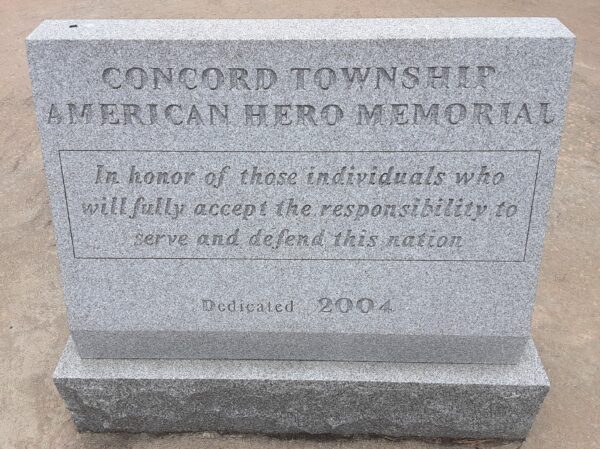 CONCORD TOWNSHIP
AMERICAN HERO MEMORIAL
In honor of those individuals who
willfully accept the responsibility to
serve and defend this nation
Dedicated 2004